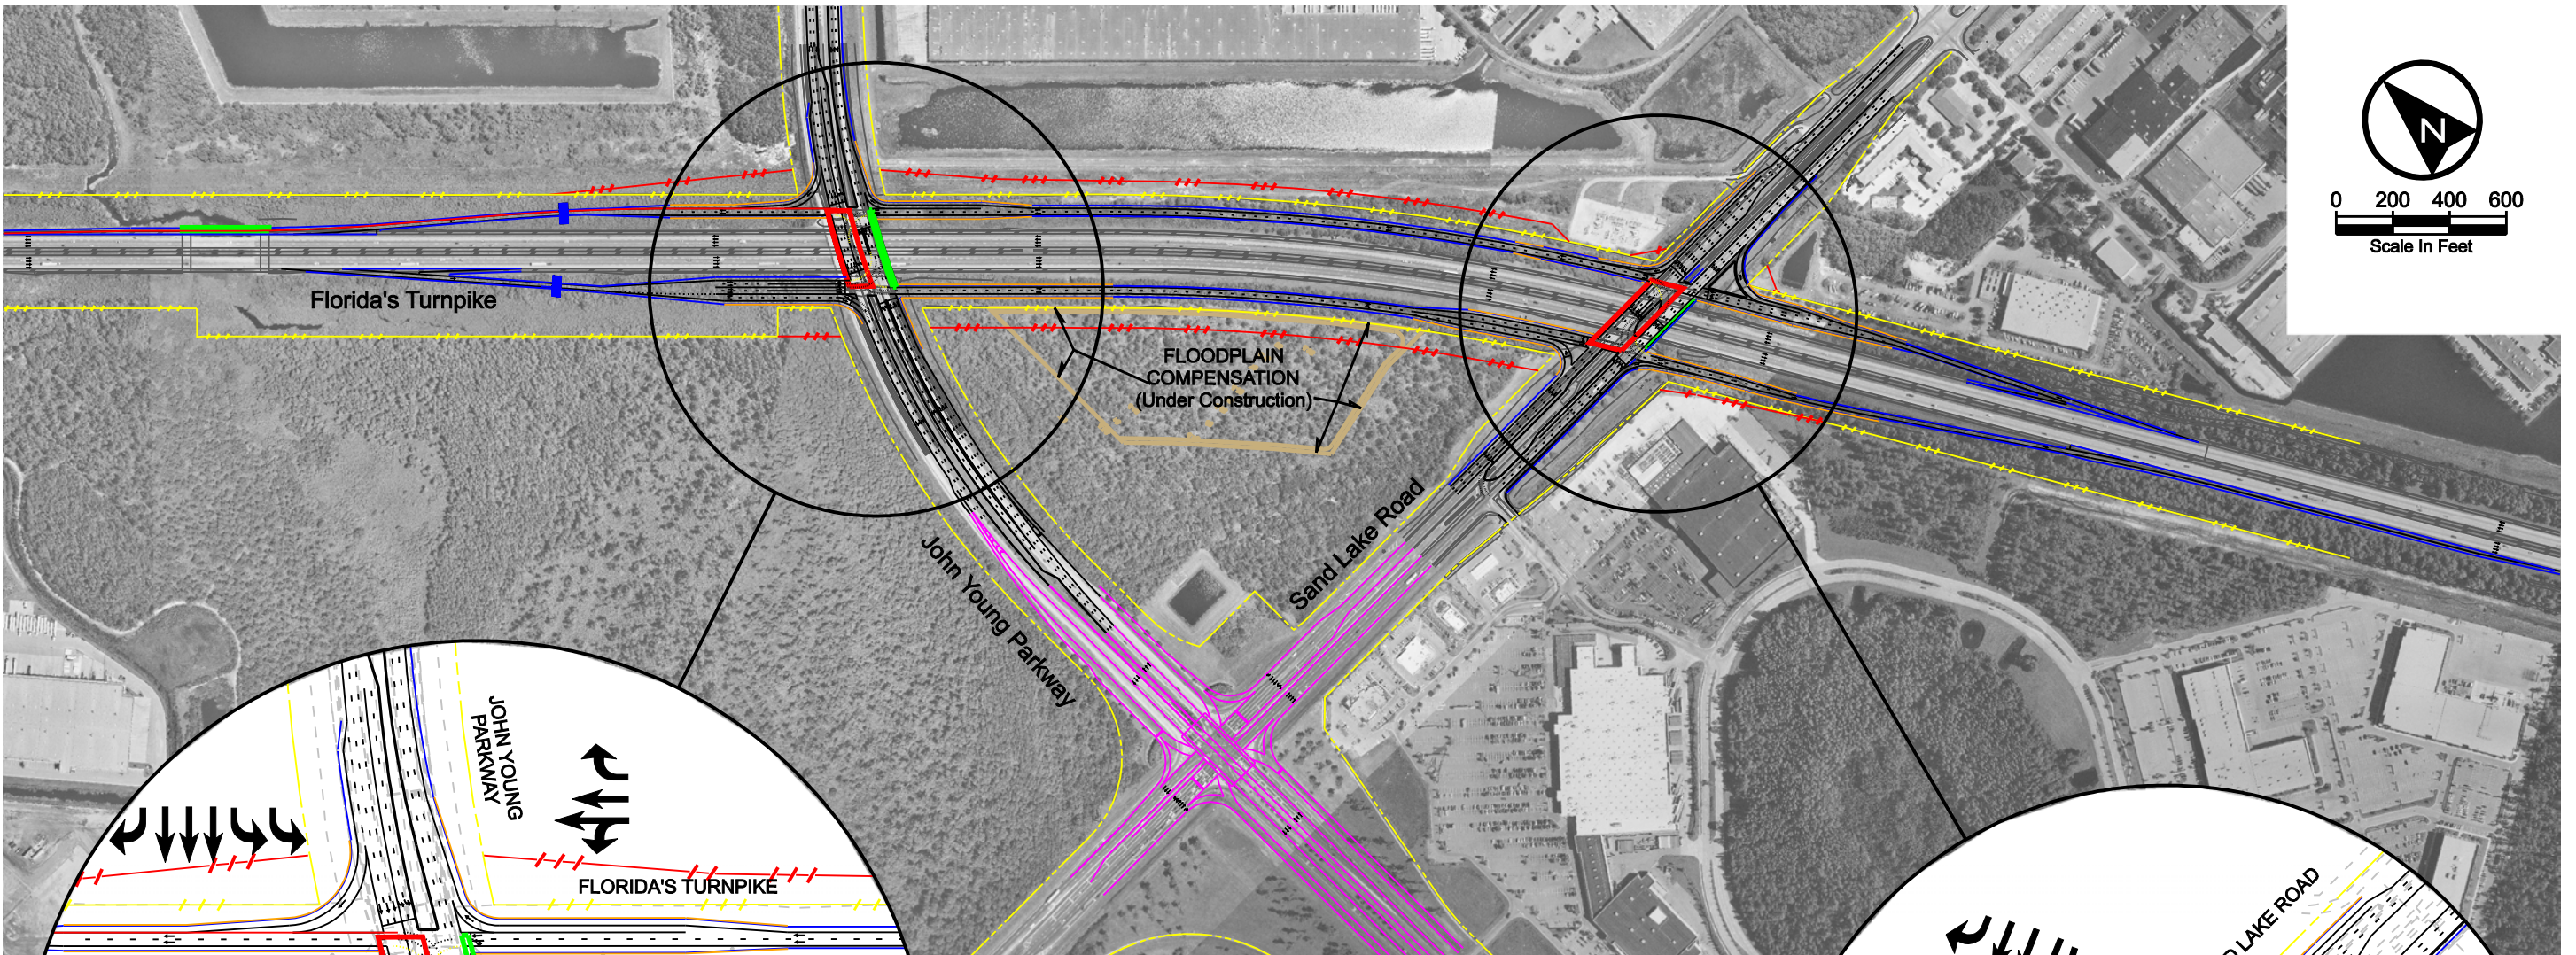 N
0 200 400 600
Scale In Feet
Florida's Turnpike
FLOODPLAIN
COMPENSATION
(Under Construction)
Sand Lake Road
John Young Parkway
JOHN YOUNG
PARKWAY
FLORIDA'S TURNPIKE
LAKE ROAD